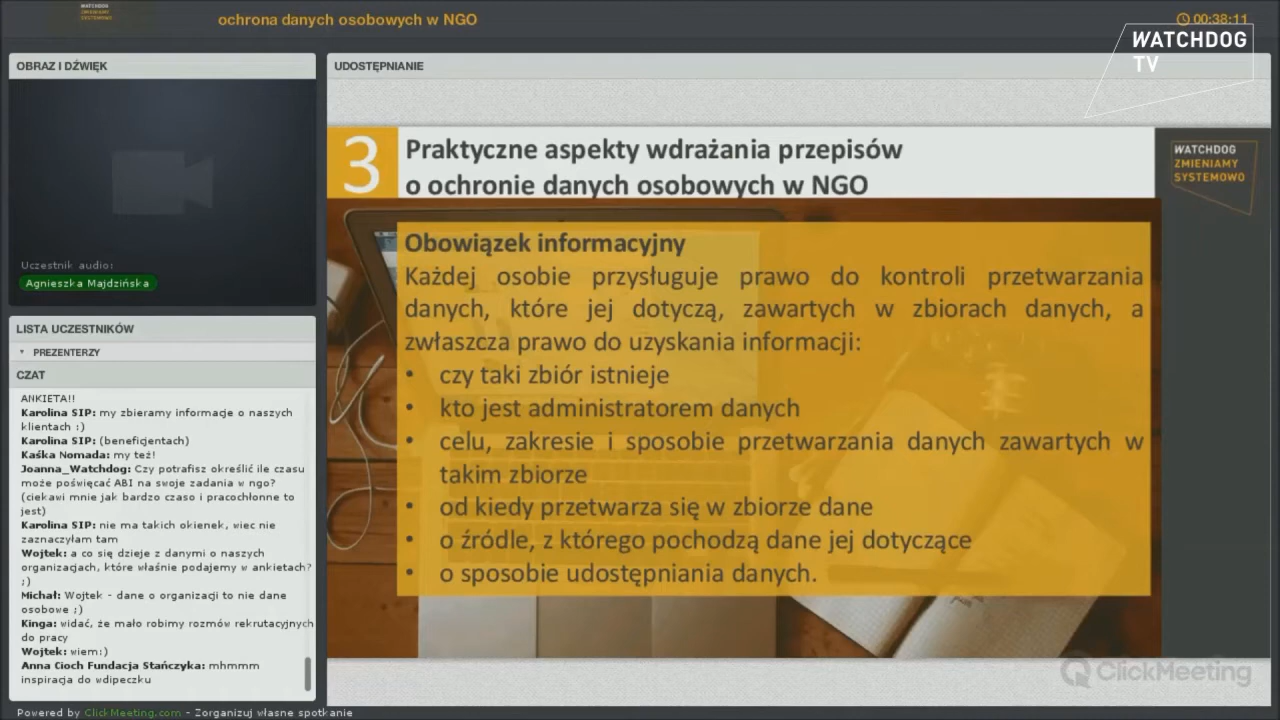 WATCHDOG
ZMIENIAMY
SYSTEMOWO
ochrona danych osobowych w NGO
00:38:11
WATCHDOG
TV
OBRAZ I DŹWIĘK
Uczestnik audio:
Agnieszka Majdzińska
LISTA UCZESTNIKÓW
PREZENTERZY
CZAT
ANKIETA!!
Karolina SIP: my zbieramy informacje o naszych
klientach :)
Karolina SIP: (beneficjentach)
Kaśka Nomada: my też!
Joanna_Watchdog: Czy potrafisz określić ile czasu
może poświęcać ABI na swoje zadania w ngo?
(ciekawi mnie jak bardzo czaso i pracochłonne to
jest)
Karolina SIP: nie ma takich okienek, wiec nie
zaznaczyłam tam
Wojtek: a co się dzieje z danymi o naszych
organizacjach, które właśnie podajemy w ankietach?
;)
Michał: Wojtek - dane o organizacji to nie dane
osobowe ;)
Kinga: widać, że mało robimy rozmów rekrutacyjnych
do pracy
Wojtek: wiem:)
Anna Cioch Fundacja Stańczyka: mhmmm
inspiracja do wdipeczku
UDOSTĘPNIANIE
3
Praktyczne aspekty wdrażania przepisów
o ochronie danych osobowych w NGO
WATCHDOG
ZMIENIAMY
SYSTEMOWO
Obowiązek informacyjny
Każdej osobie przysługuje prawo do kontroli przetwarzania
danych, które jej dotyczą, zawartych w zbiorach danych, a
zwłaszcza prawo do uzyskania informacji:
• czy taki zbiór istnieje
• kto jest administratorem danych
• celu, zakresie i sposobie przetwarzania danych zawartych w
takim zbiorze
• od kiedy przetwarza się w zbiorze dane
• o źródle, z którego pochodzą dane jej dotyczące
• o sposobie udostępniania danych.
ClickMeeting
Powered by ClickMeeting.com - Zorganizuj własne spotkanie